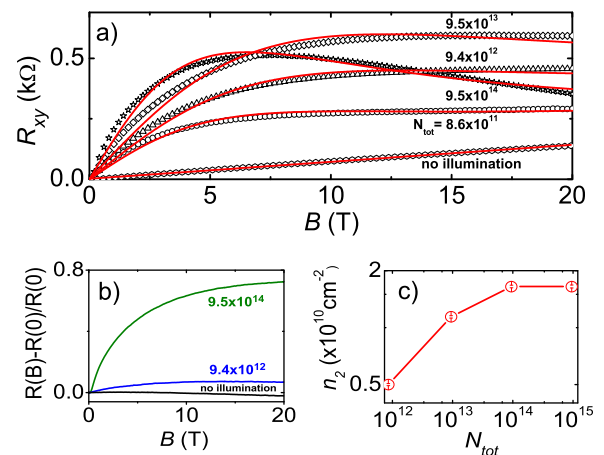 a)
R_xy (kΩ)
0.5
0.0
9.5x10^13
9.4x10^12
9.5x10^14
N_tot = 8.6x10^11
no illumination
0 5 10 15 20
B (T)
b)
R(B)-R(0)/R(0)
0.8
0.0
9.5x10^14
9.4x10^12
no illumination
0 10 20
B (T)
c)
n_2 (x10^10cm^-2)
2
0.5
10^12 10^13 10^14 10^15
N_tot